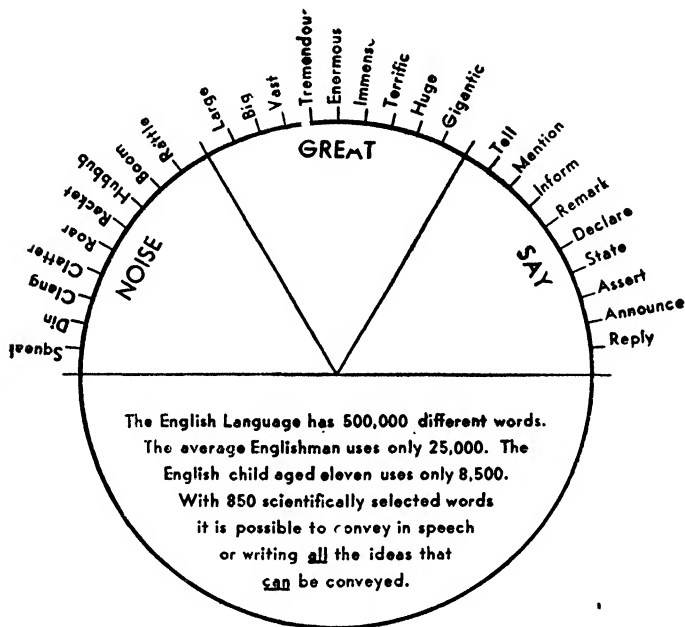 Squeal
Din
Clang
Clatter
Roar
Racket
Hubbub
Boom
Rattle
Large
Big
Vast
Tremendous
Enermous
Immense
Terrific
Huge
Gigantic
Tell
Mention
Inform
Remark
Declare
State
Assert
Announce
Reply
NOISE
GREAT
SAY
The English Language has 500,000 different words.
The average Englishman uses only 25,000. The
English child aged eleven uses only 8,500.
With 850 scientifically selected words
it is possible to convey in speech
or writing all the ideas that
can be conveyed.